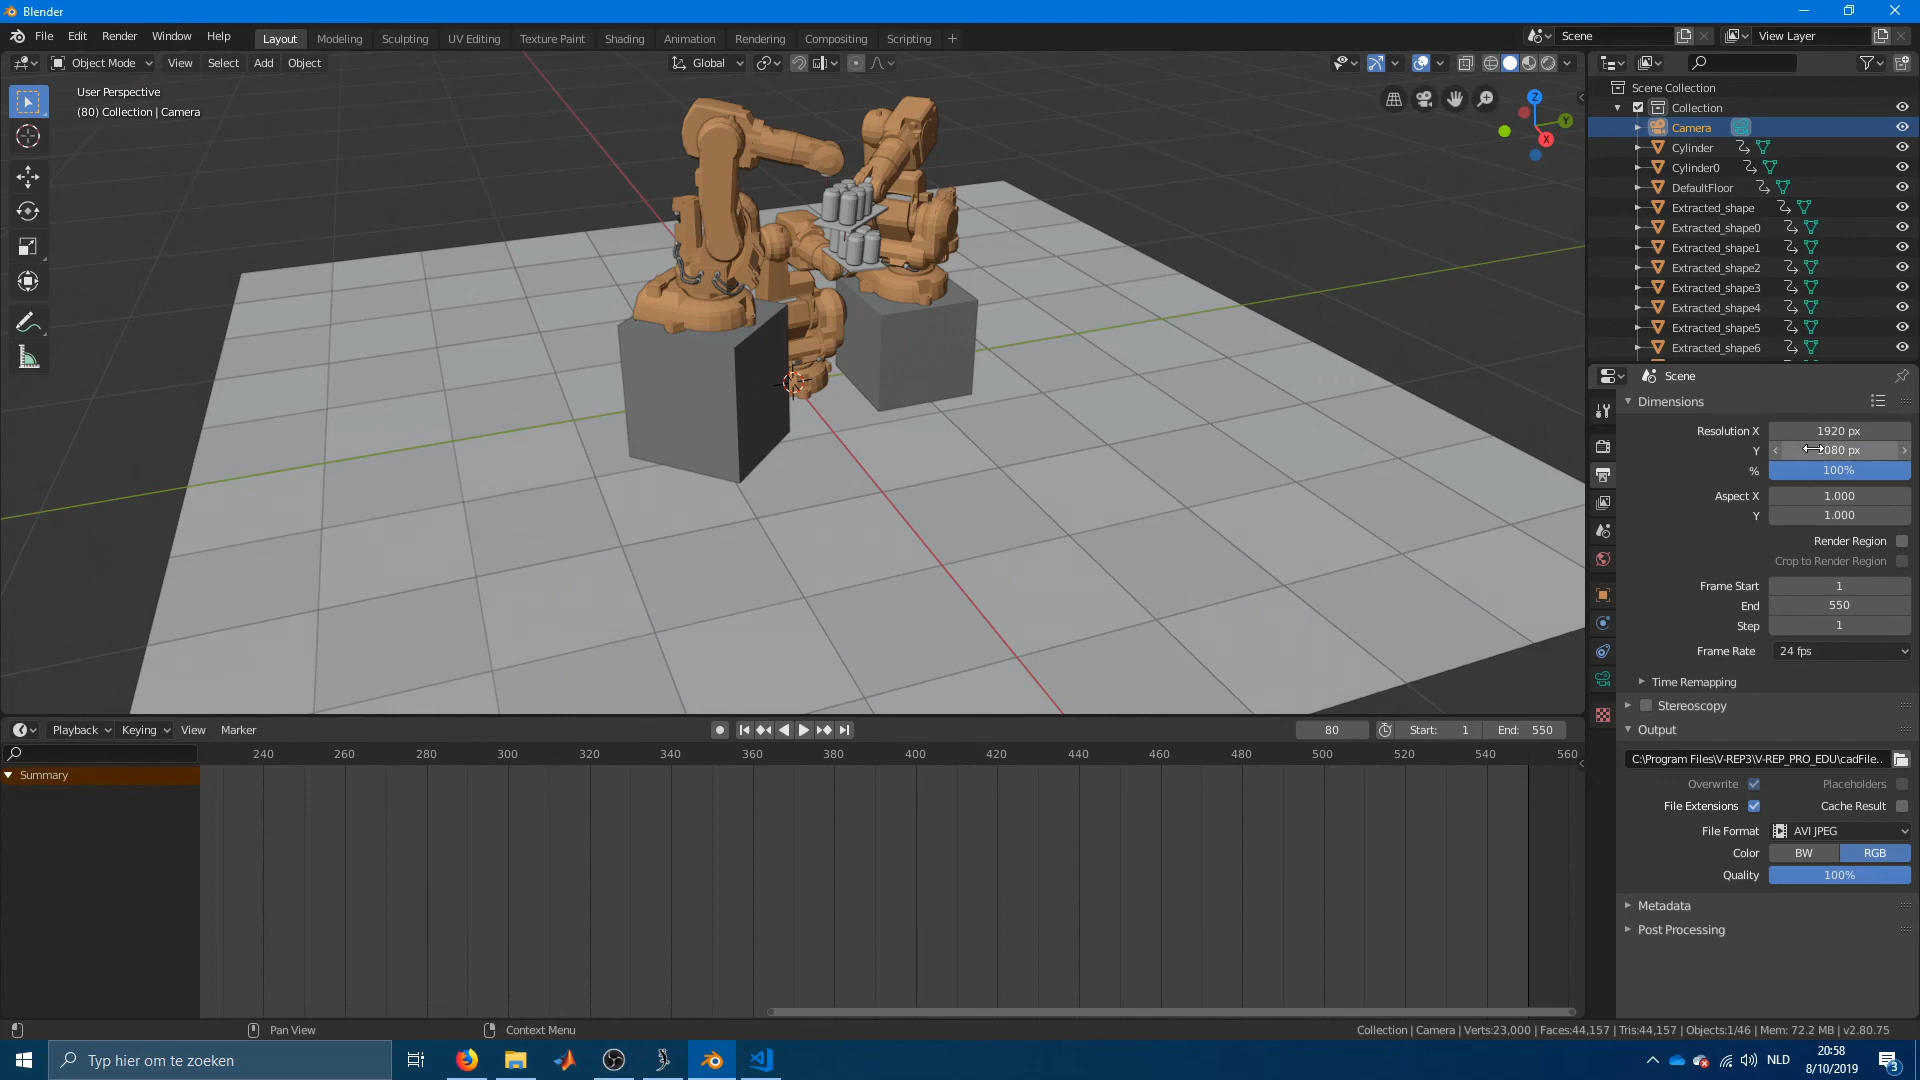 Blender
File Edit Render Window Help Layout Modeling Sculpting UV Editing Texture Paint Shading Animation Rendering Compositing Scripting + Scene View Layer
Object Mode View Select Add Object Global
User Perspective
(80) Collection | Camera
Z
Y
X
Scene Collection
Collection
Camera
Cylinder
Cylinder0
DefaultFloor
Extracted_shape
Extracted_shape0
Extracted_shape1
Extracted_shape2
Extracted_shape3
Extracted_shape4
Extracted_shape5
Extracted_shape6
Scene
Dimensions
Resolution X 1920 px
Y 080 px
% 100%
Aspect X 1.000
Y 1.000
Render Region
Crop to Render Region
Frame Start 1
End 550
Step 1
Frame Rate 24 fps
Time Remapping
Stereoscopy
Output
C:\Program Files\V-REP3\V-REP_PRO_EDU\cadFile..
Overwrite Placeholders
File Extensions Cache Result
File Format AVI JPEG
Color BW RGB
Quality 100%
Metadata
Post Processing
Playback Keying View Marker 80 Start: 1 End: 550
240 260 280 300 320 340 360 380 400 420 440 460 480 500 520 540 560
Summary
Pan View Context Menu Collection | Camera | Verts:23,000 | Faces:44,157 | Tris:44,157 | Objects:1/46 | Mem: 72.2 MB | v2.80.75
Typ hier om te zoeken NLD 20:58
8/10/2019 3